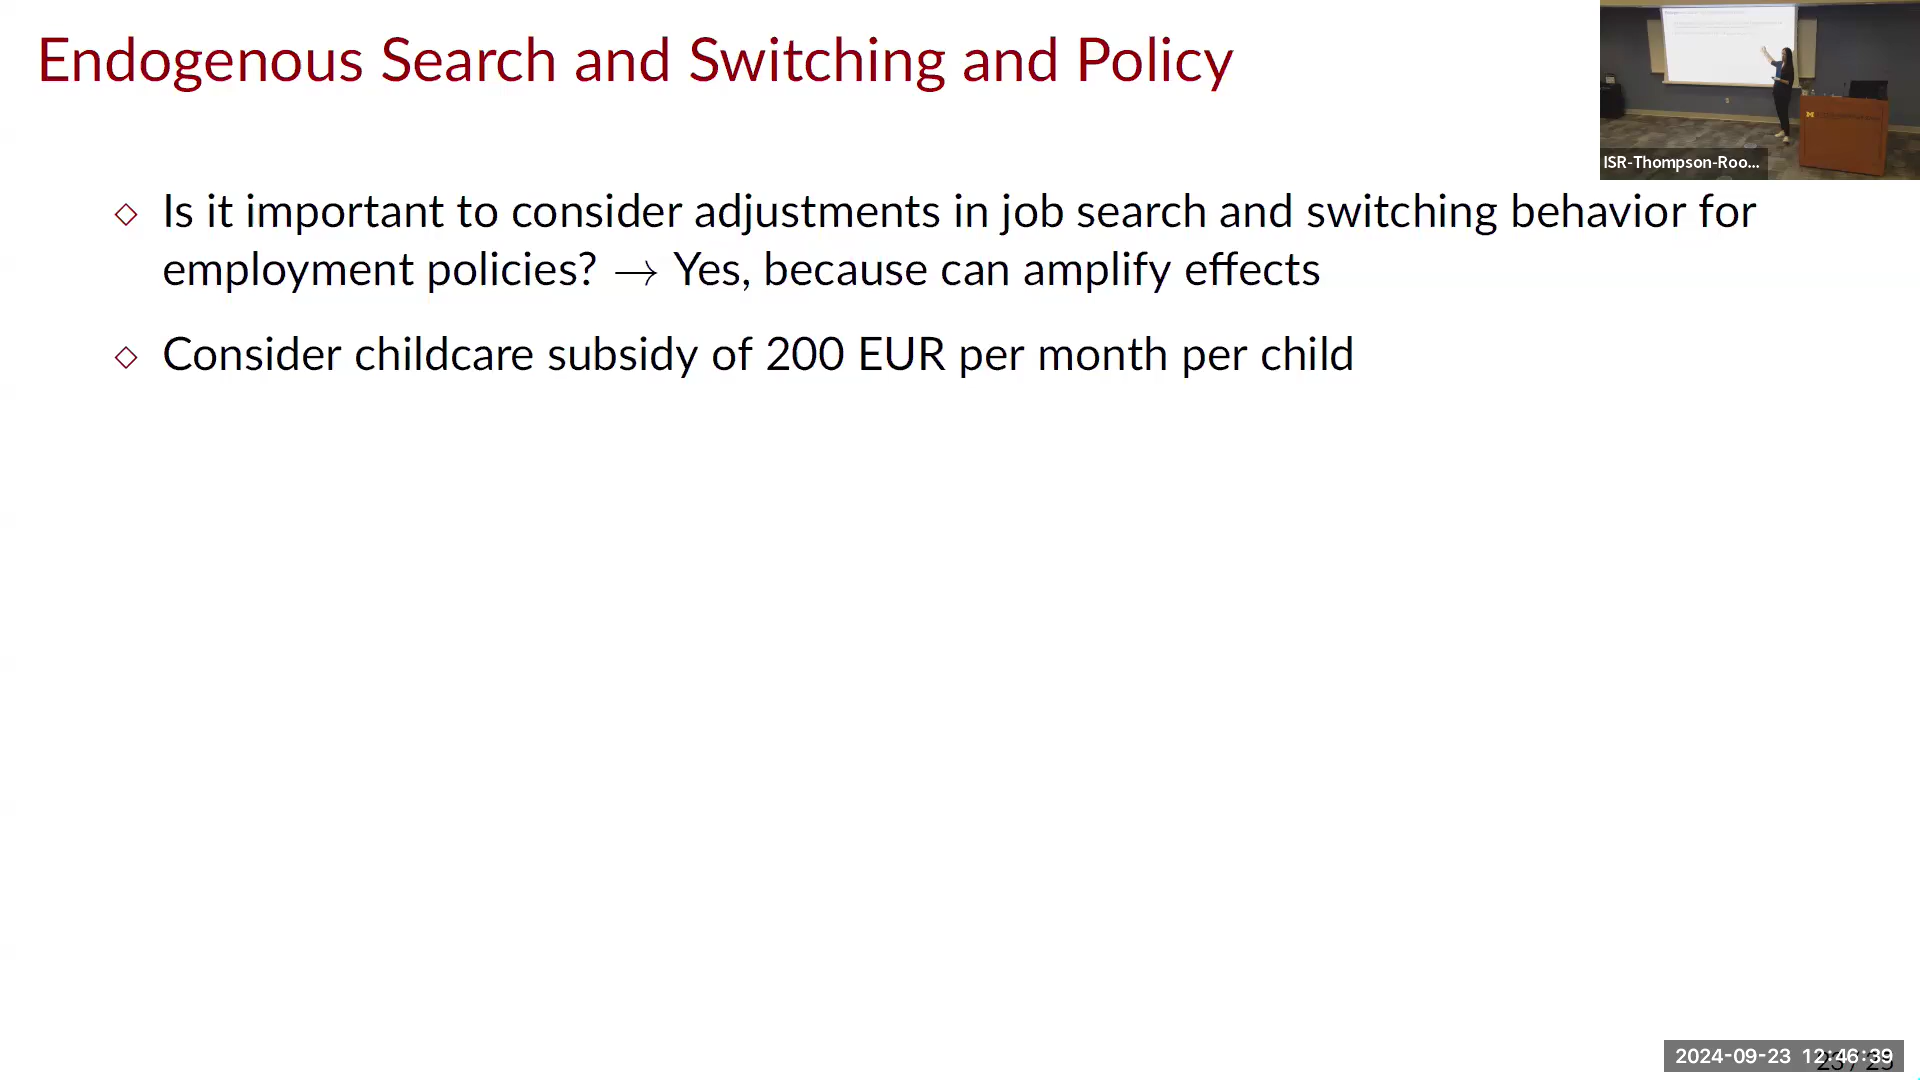 Endogenous Search and Switching and Policy
ISR-Thompson-Roo...
◇ Is it important to consider adjustments in job search and switching behavior for
employment policies? → Yes, because can amplify effects
◇ Consider childcare subsidy of 200 EUR per month per child
2024-09-23 12:46:39